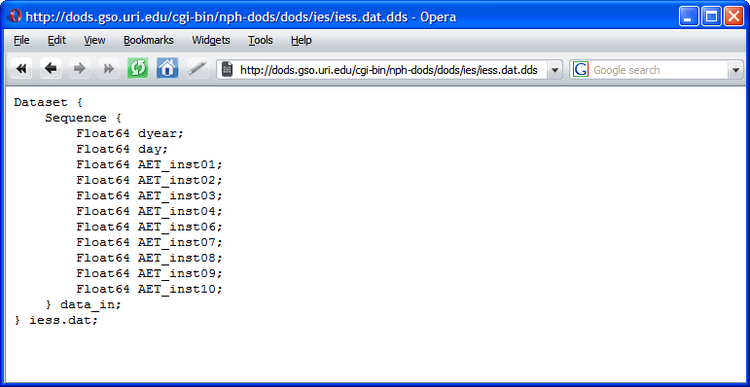 http://dods.gso.uri.edu/cgi-bin/nph-dods/dods/ies/iess.dat.dds - Opera
File Edit View Bookmarks Widgets Tools Help
http://dods.gso.uri.edu/cgi-bin/nph-dods/dods/ies/iess.dat.dds G Google search
Dataset {
    Sequence {
        Float64 dyear;
        Float64 day;
        Float64 AET_inst01;
        Float64 AET_inst02;
        Float64 AET_inst03;
        Float64 AET_inst04;
        Float64 AET_inst06;
        Float64 AET_inst07;
        Float64 AET_inst08;
        Float64 AET_inst09;
        Float64 AET_inst10;
    } data_in;
} iess.dat;